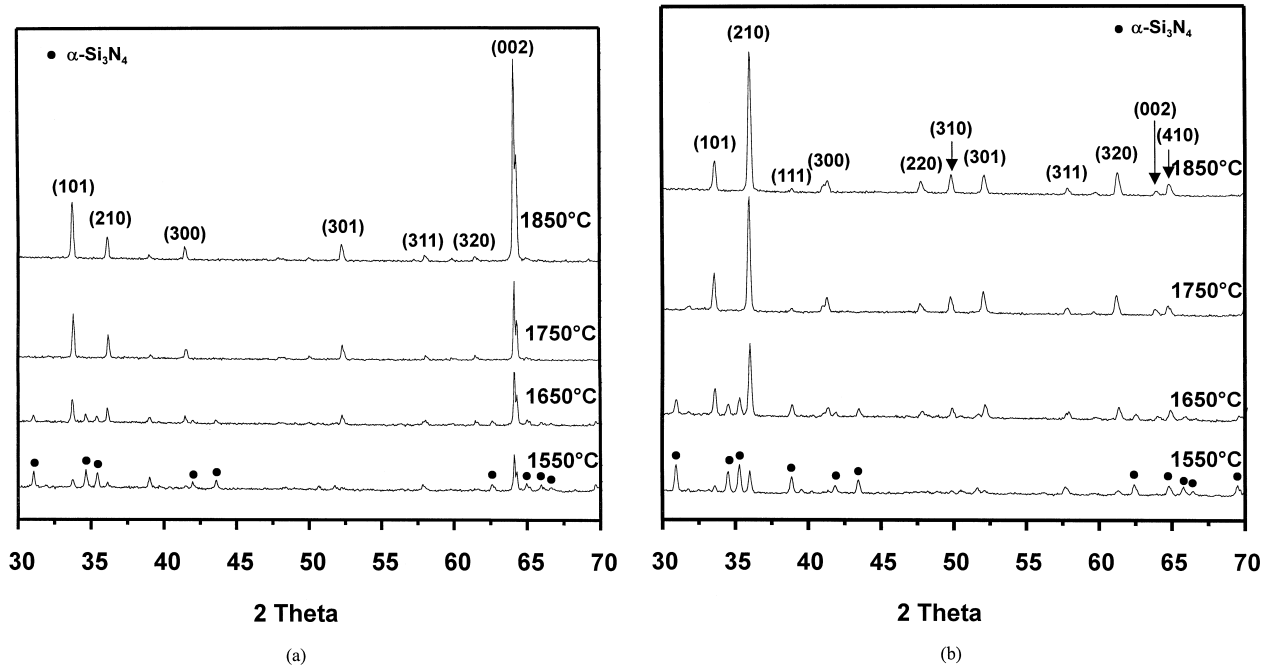 ● α-Si₃N₄
(002)
(101)
(210)
(300)
(301)
(311) (320)
1850°C
1750°C
1650°C
1550°C
30 35 40 45 50 55 60 65 70
2 Theta
(a)
● α-Si₃N₄
(210)
(101)
(111)
(300)
(220)
(310)
(301)
(311)
(320)
(002)
(410)
1850°C
1750°C
1650°C
1550°C
30 35 40 45 50 55 60 65 70
2 Theta
(b)